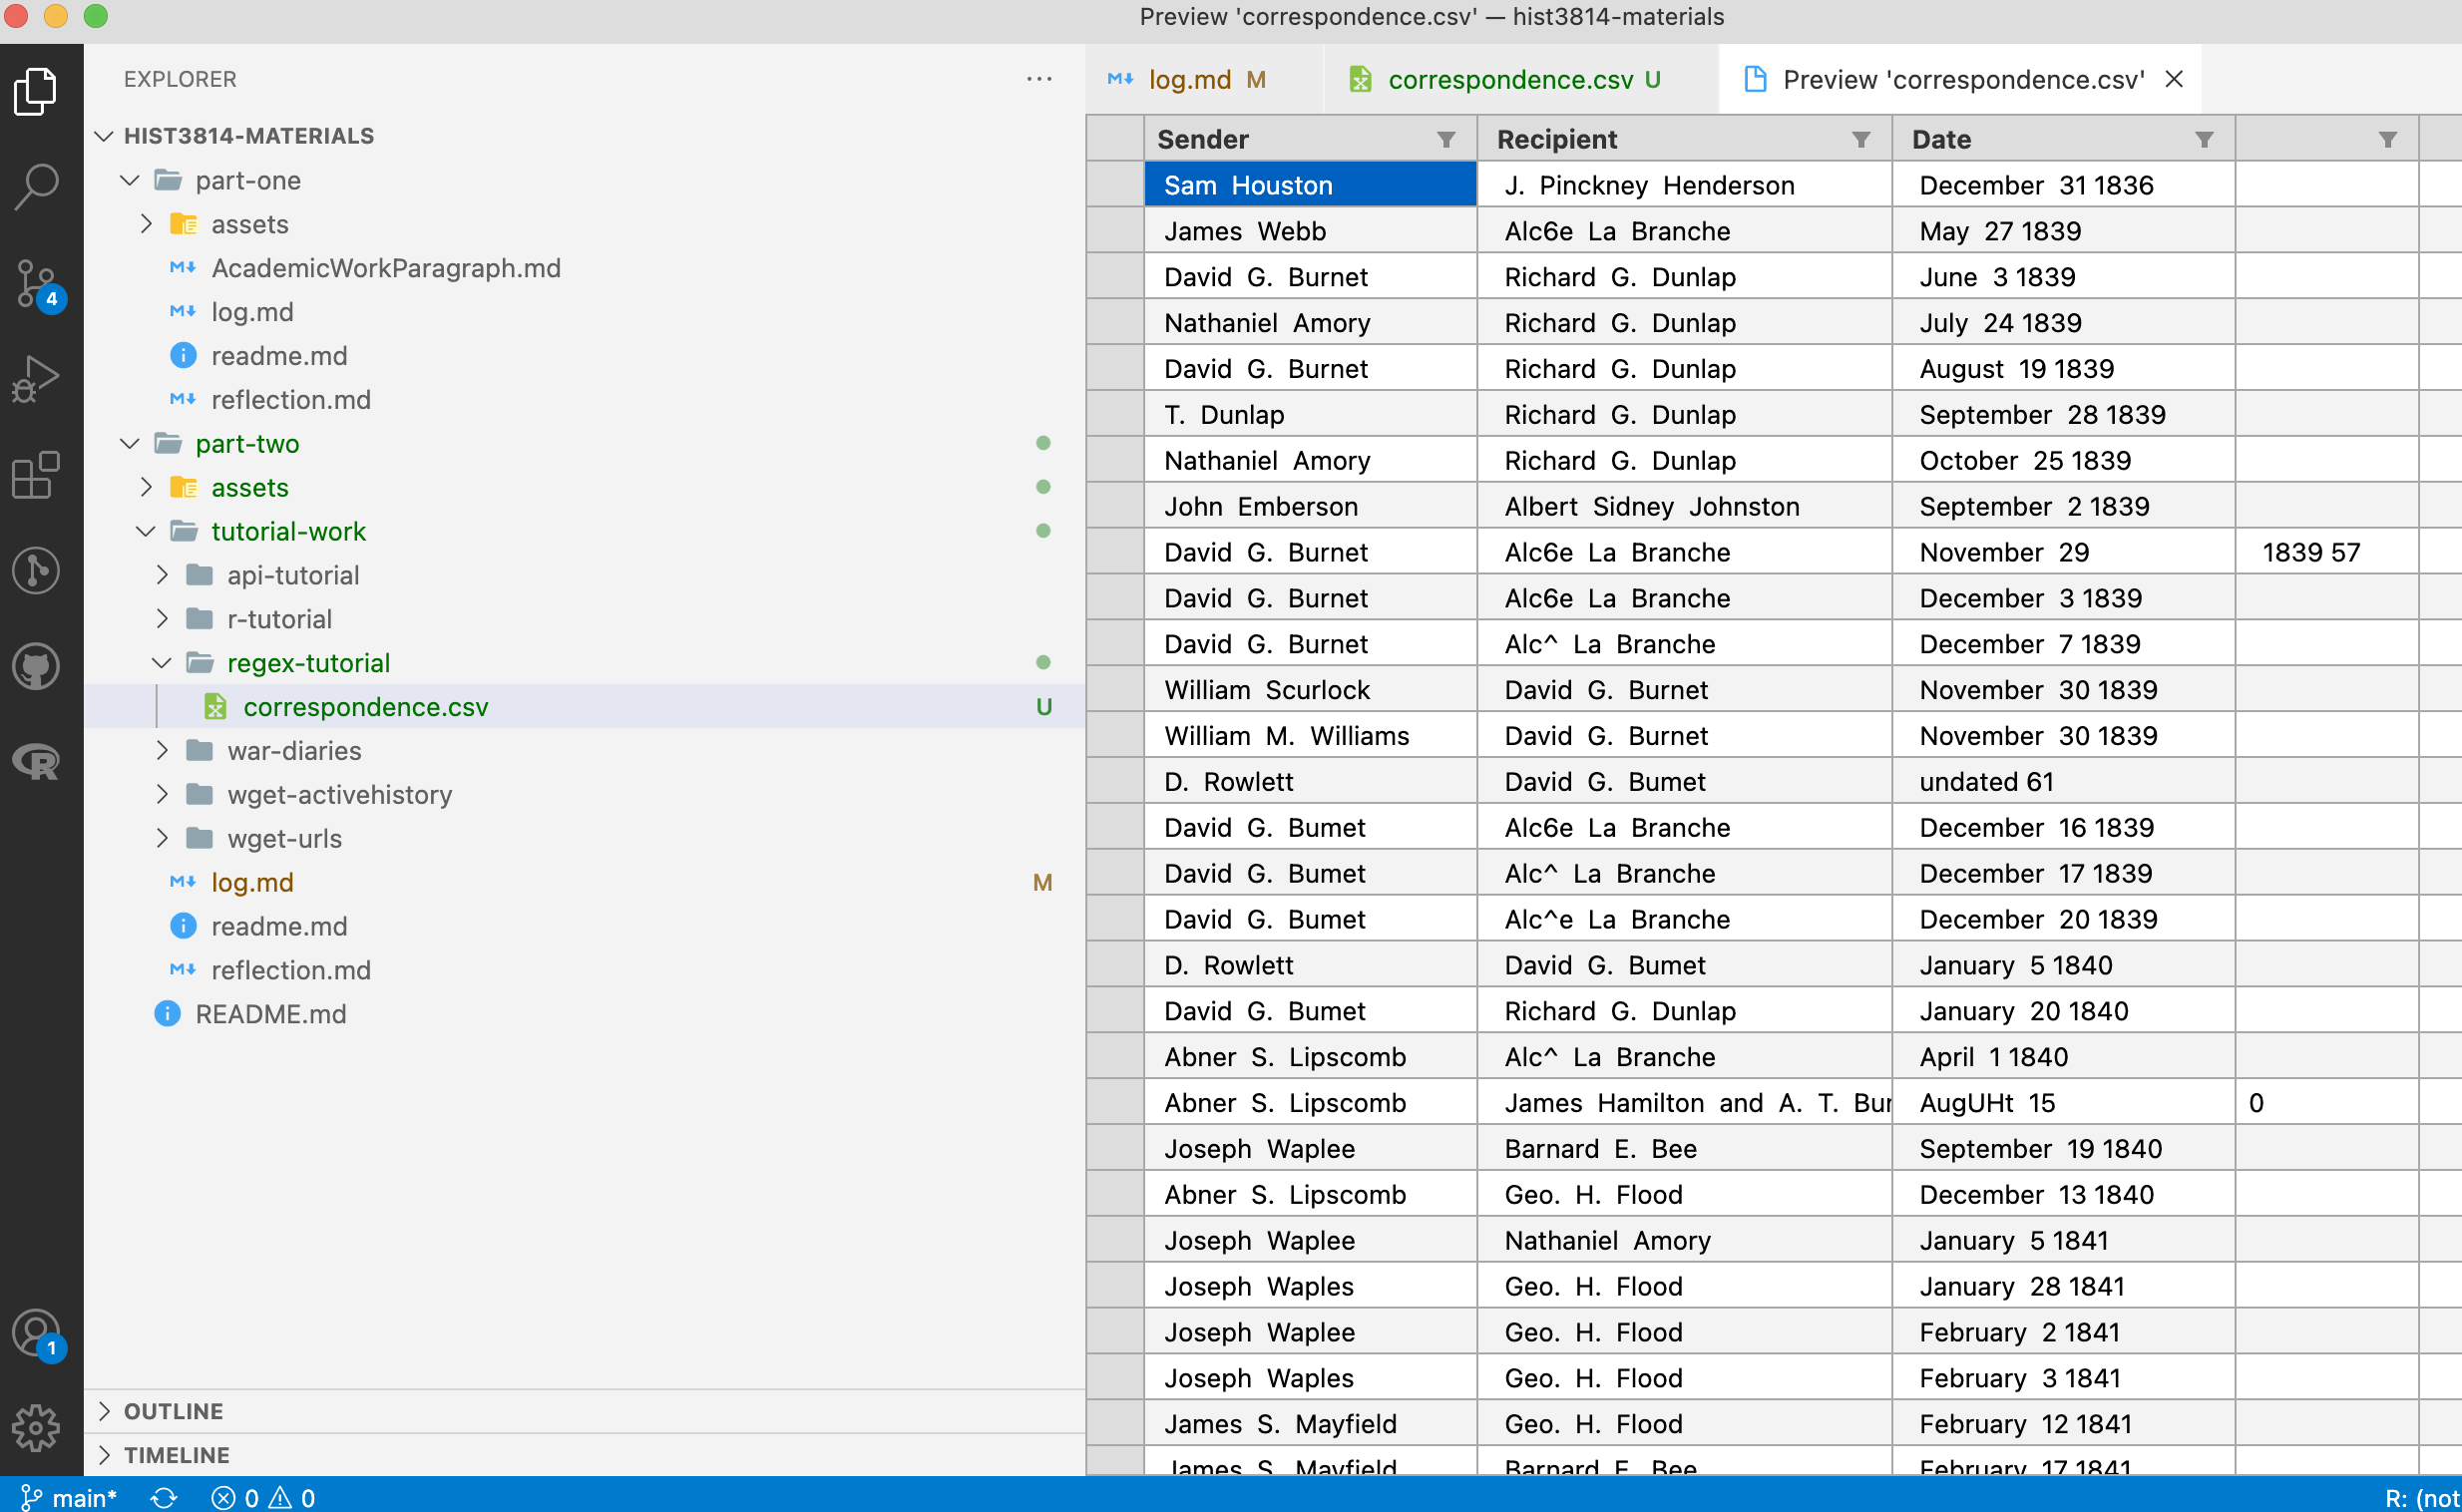 Preview 'correspondence.csv' — hist3814-materials
EXPLORER
HIST3814-MATERIALS
part-one
assets
AcademicWorkParagraph.md
log.md
readme.md
reflection.md
part-two
assets
tutorial-work
api-tutorial
r-tutorial
regex-tutorial
correspondence.csv U
war-diaries
wget-activehistory
wget-urls
log.md M
readme.md
reflection.md
README.md
OUTLINE
TIMELINE
4
1
log.md M correspondence.csv U Preview 'correspondence.csv'
Sender Recipient Date
Sam Houston J. Pinckney Henderson December 31 1836
James Webb Alc6e La Branche May 27 1839
David G. Burnet Richard G. Dunlap June 3 1839
Nathaniel Amory Richard G. Dunlap July 24 1839
David G. Burnet Richard G. Dunlap August 19 1839
T. Dunlap Richard G. Dunlap September 28 1839
Nathaniel Amory Richard G. Dunlap October 25 1839
John Emberson Albert Sidney Johnston September 2 1839
David G. Burnet Alc6e La Branche November 29 1839 57
David G. Burnet Alc6e La Branche December 3 1839
David G. Burnet Alc^ La Branche December 7 1839
William Scurlock David G. Burnet November 30 1839
William M. Williams David G. Burnet November 30 1839
D. Rowlett David G. Bumet undated 61
David G. Bumet Alc6e La Branche December 16 1839
David G. Bumet Alc^ La Branche December 17 1839
David G. Bumet Alc^e La Branche December 20 1839
D. Rowlett David G. Bumet January 5 1840
David G. Bumet Richard G. Dunlap January 20 1840
Abner S. Lipscomb Alc^ La Branche April 1 1840
Abner S. Lipscomb James Hamilton and A. T. Bur AugUHt 15 0
Joseph Waplee Barnard E. Bee September 19 1840
Abner S. Lipscomb Geo. H. Flood December 13 1840
Joseph Waplee Nathaniel Amory January 5 1841
Joseph Waples Geo. H. Flood January 28 1841
Joseph Waplee Geo. H. Flood February 2 1841
Joseph Waples Geo. H. Flood February 3 1841
James S. Mayfield Geo. H. Flood February 12 1841
James S. Mayfield Barnard E. Bee February 17 1841
main* 0 0 R: (not